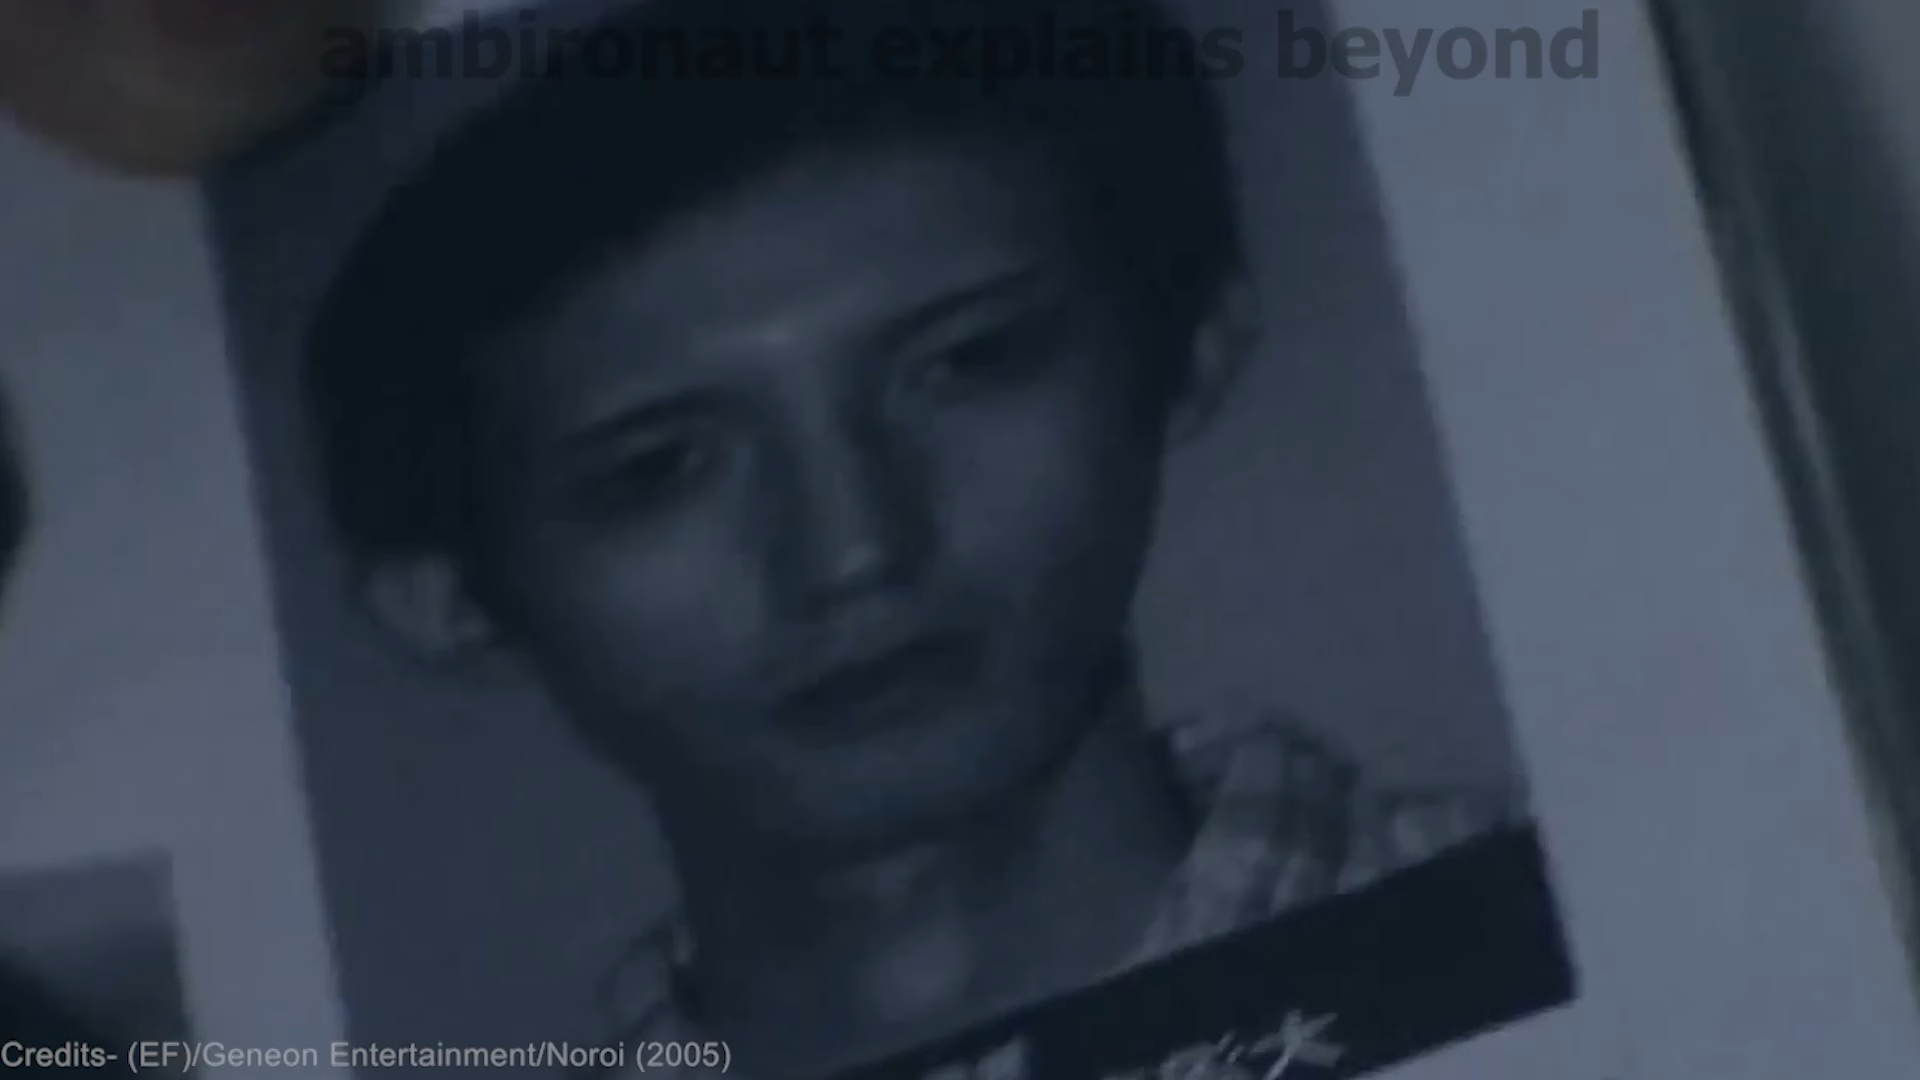 ambironaut explains beyond
Credits- (EF)/Geneon Entertainment/Noroi (2005)